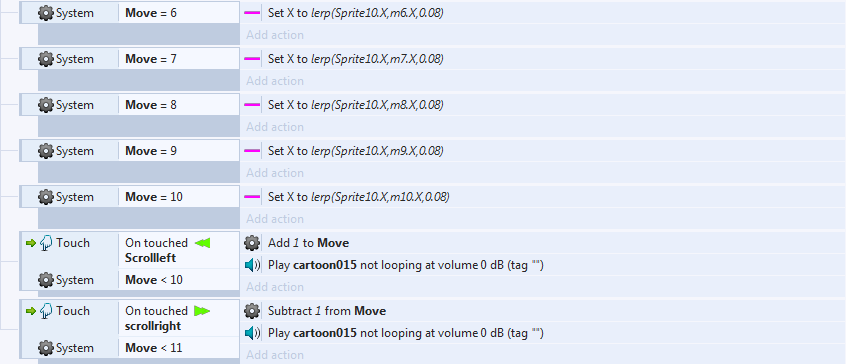 System Move = 6 Set X to lerp(Sprite10.X,m6.X,0.08)
Add action
System Move = 7 Set X to lerp(Sprite10.X,m7.X,0.08)
Add action
System Move = 8 Set X to lerp(Sprite10.X,m8.X,0.08)
Add action
System Move = 9 Set X to lerp(Sprite10.X,m9.X,0.08)
Add action
System Move = 10 Set X to lerp(Sprite10.X,m10.X,0.08)
Add action
Touch On touched Add 1 to Move
Scrollleft Play cartoon015 not looping at volume 0 dB (tag "")
System Move < 10 Add action
Touch On touched Subtract 1 from Move
scrollright Play cartoon015 not looping at volume 0 dB (tag "")
System Move < 11 Add action